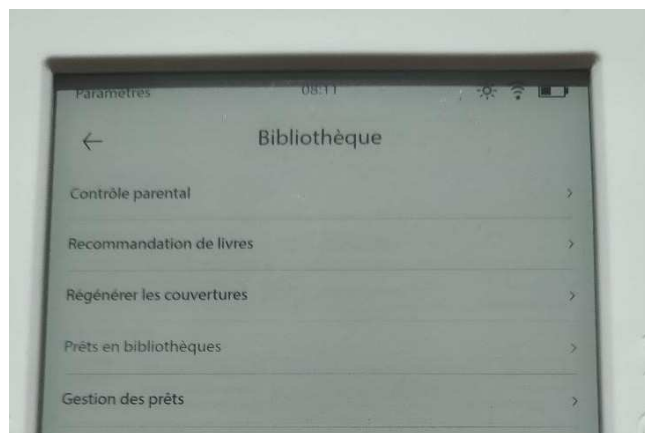 Paramètres 08:11
Bibliothèque
Contrôle parental
Recommandation de livres
Régénérer les couvertures
Prêts en bibliothèques
Gestion des prêts